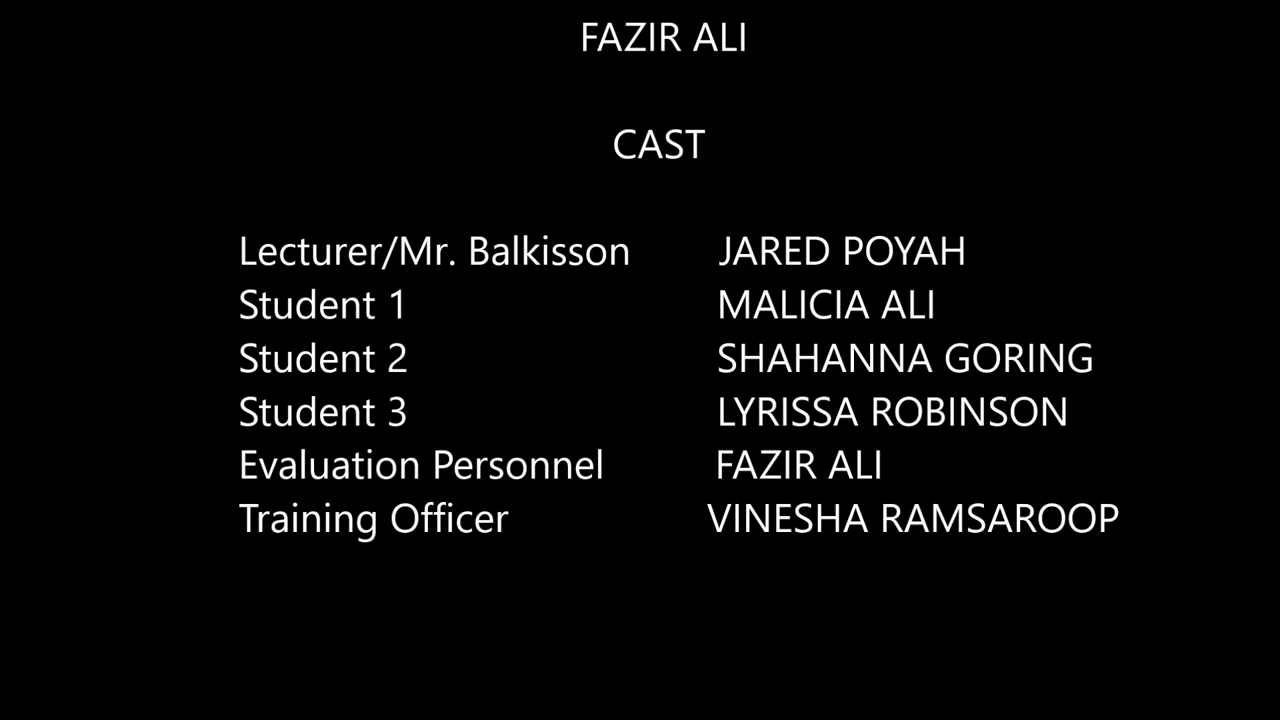 FAZIR ALI
CAST
Lecturer/Mr. Balkisson JARED POYAH
Student 1 MALICIA ALI
Student 2 SHAHANNA GORING
Student 3 LYRISSA ROBINSON
Evaluation Personnel FAZIR ALI
Training Officer VINESHA RAMSAROOP